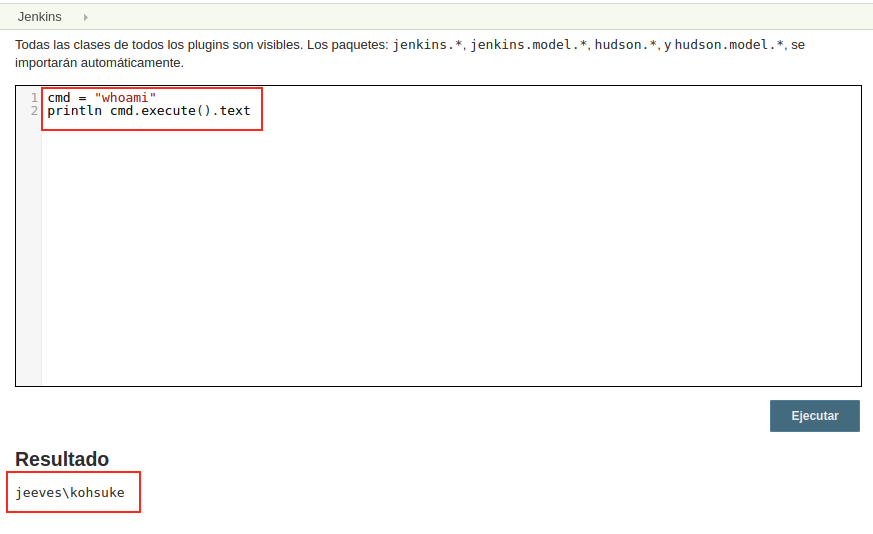 Jenkins
Todas las clases de todos los plugins son visibles. Los paquetes: jenkins.*, jenkins.model.*, hudson.*, y hudson.model.*, se
importarán automáticamente.
1 cmd = "whoami"
2 println cmd.execute().text
Ejecutar
Resultado
jeeves\kohsuke